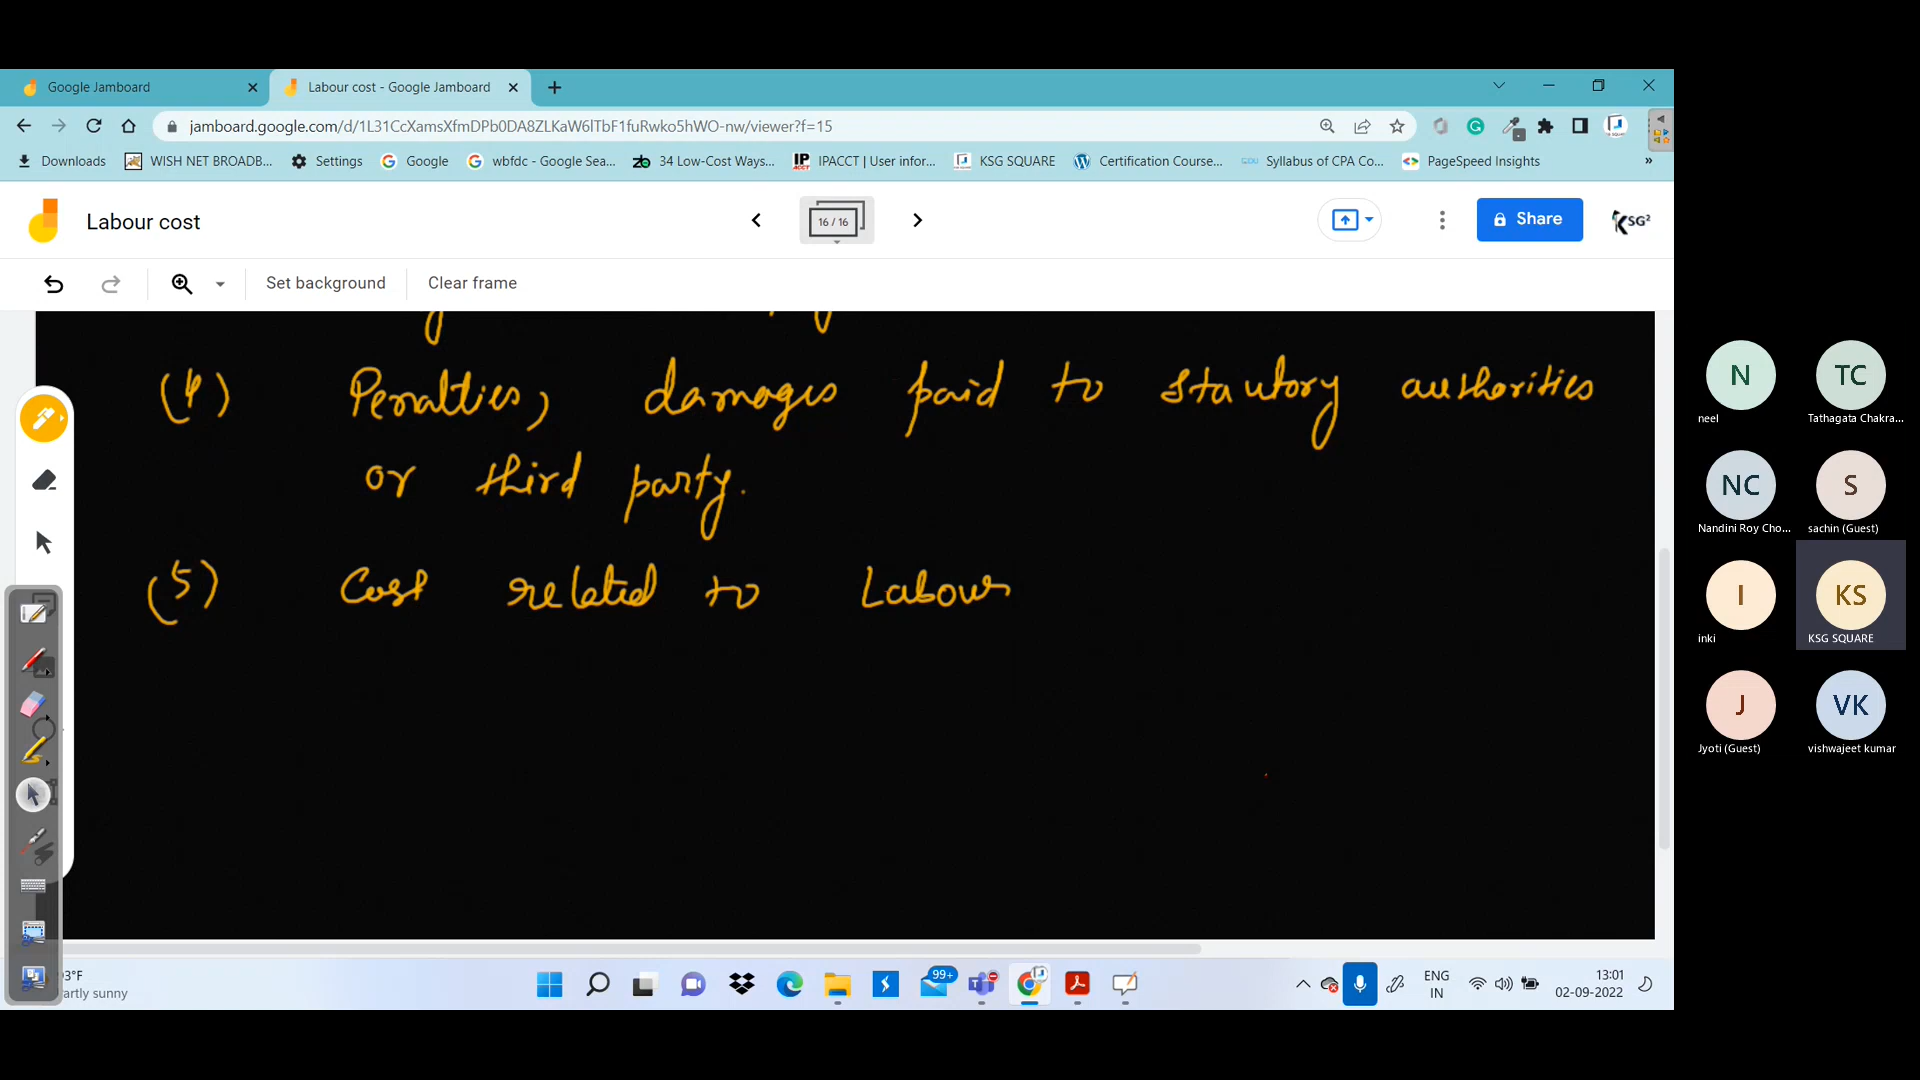 Google Jamboard
Labour cost - Google Jamboard
jamboard.google.com/d/1L31CcXamsXfmDPb0DA8ZLKaW6lTbF1fuRwko5hWO-nw/viewer?f=15
Downloads WISH NET BROADB... Settings Google wbfdc - Google Sea... 34 Low-Cost Ways... IPACCT | User infor... KSG SQUARE Certification Course... Syllabus of CPA Co... PageSpeed Insights »
Labour cost
16 / 16
Share
KSG²
Set background
Clear frame
(4) Penalties, damages paid to statutory authorities
or third party.
(5) Cost related to Labour
N
neel
TC
Tathagata Chakra...
NC
Nandini Roy Cho...
S
sachin (Guest)
I
inki
KS
KSG SQUARE
J
Jyoti (Guest)
VK
vishwajeet kumar
93°F
artly sunny
99+
ENG
IN
13:01
02-09-2022